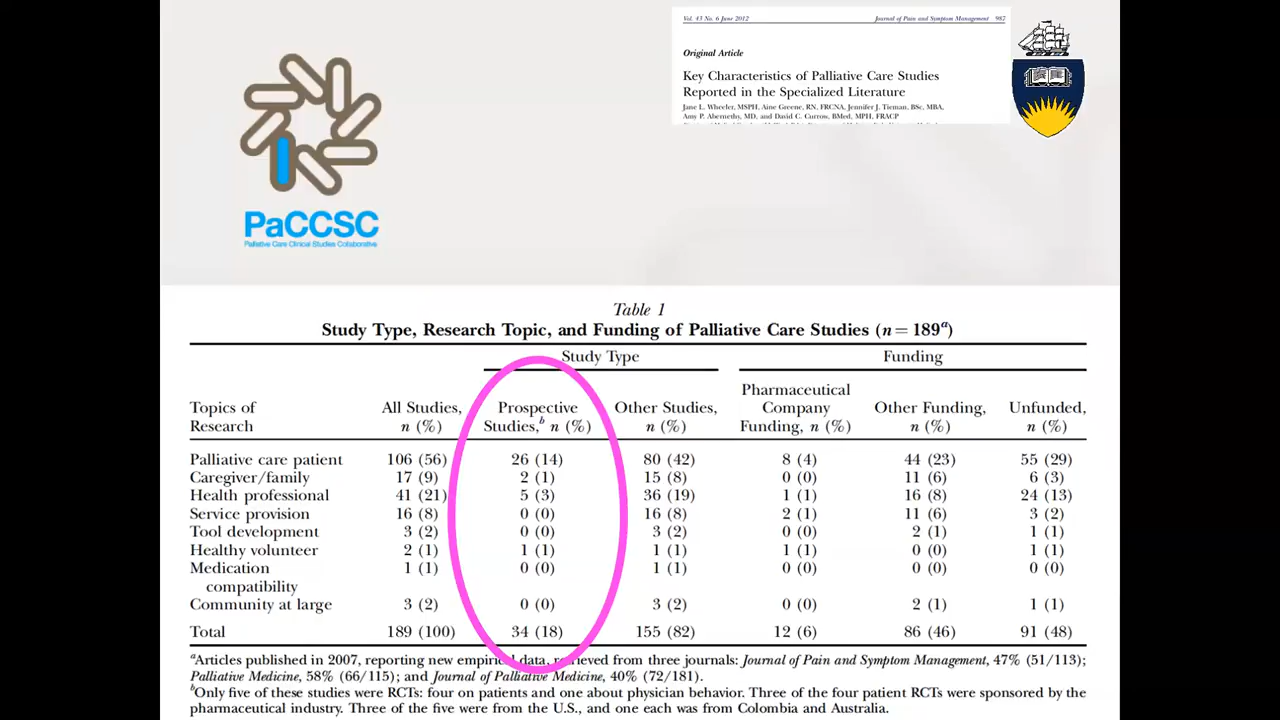 Vol. 43 No. 6 June 2012 Journal of Pain and Symptom Management 987
Original Article
Key Characteristics of Palliative Care Studies
Reported in the Specialized Literature
Jane L. Wheeler, MSPH, Aine Greene, RN, FRCNA, Jennifer J. Tieman, BSc, MBA,
Amy P. Abernethy, MD, and David C. Currow, BMed, MPH, FRACP
PaCCSC
Palliative Care Clinical Studies Collaborative
Table 1
Study Type, Research Topic, and Funding of Palliative Care Studies (n = 189a)
Study Type Funding
Pharmaceutical
Topics of All Studies, Prospective Other Studies, Company Other Funding, Unfunded,
Research n (%) Studies,b n (%) n (%) Funding, n (%) n (%) n (%)
Palliative care patient 106 (56) 26 (14) 80 (42) 8 (4) 44 (23) 55 (29)
Caregiver/family 17 (9) 2 (1) 15 (8) 0 (0) 11 (6) 6 (3)
Health professional 41 (21) 5 (3) 36 (19) 1 (1) 16 (8) 24 (13)
Service provision 16 (8) 0 (0) 16 (8) 2 (1) 11 (6) 3 (2)
Tool development 3 (2) 0 (0) 3 (2) 0 (0) 2 (1) 1 (1)
Healthy volunteer 2 (1) 1 (1) 1 (1) 1 (1) 0 (0) 1 (1)
Medication 1 (1) 0 (0) 1 (1) 0 (0) 0 (0) 0 (0)
compatibility
Community at large 3 (2) 0 (0) 3 (2) 0 (0) 2 (1) 1 (1)
Total 189 (100) 34 (18) 155 (82) 12 (6) 86 (46) 91 (48)
aArticles published in 2007, reporting new empirical data, retrieved from three journals: Journal of Pain and Symptom Management, 47% (51/113);
Palliative Medicine, 58% (66/115); and Journal of Palliative Medicine, 40% (72/181).
bOnly five of these studies were RCTs: four on patients and one about physician behavior. Three of the four patient RCTs were sponsored by the
pharmaceutical industry. Three of the five were from the U.S., and one each was from Colombia and Australia.